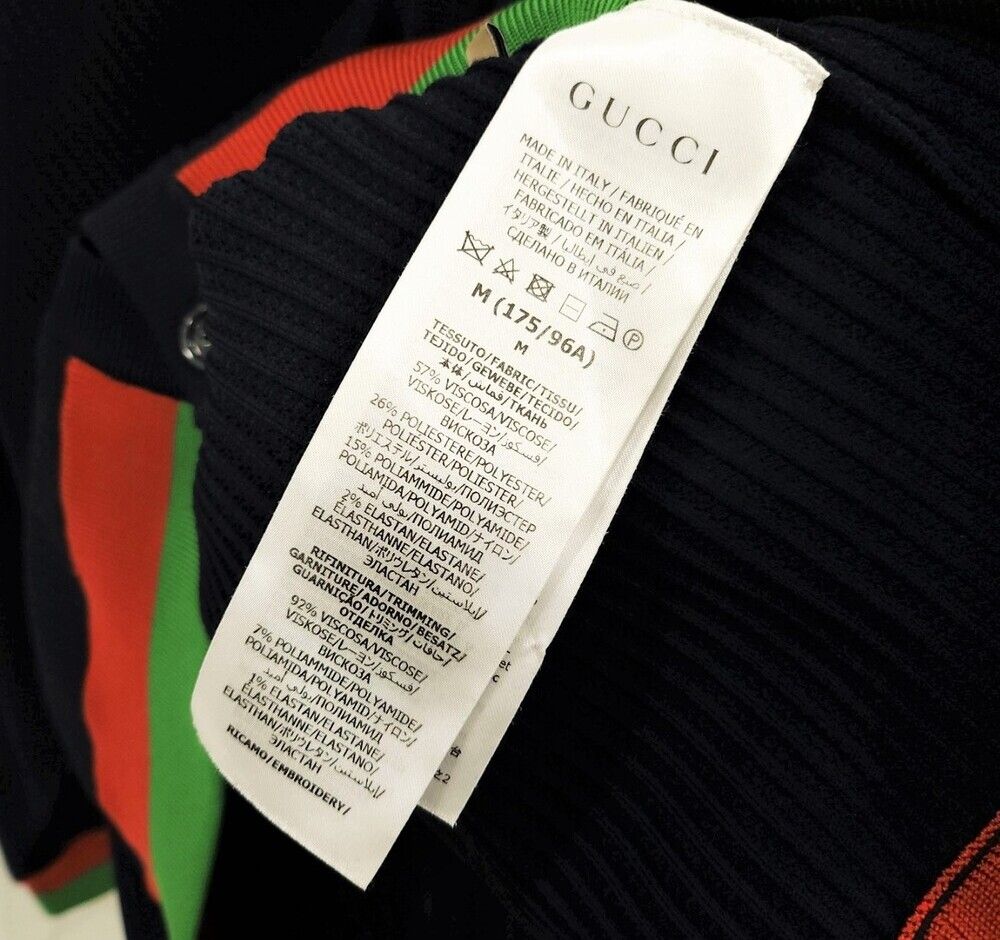 GUCCI
MADE IN ITALY / FABRIQUÉ EN
ITALIE / HECHO EN ITALIA /
HERGESTELLT IN ITALIEN /
FABRICADO EM ITÁLIA /
イタリア製 / صنع في إيطاليا /
СДЕЛАНО В ИТАЛИИ
P
M (175/96A)
M
TESSUTO/FABRIC/TISSU/
TEJIDO/GEWEBE/TECIDO/
本体/قماش/ТКАНЬ
57% VISCOSA/VISCOSE/
VISKOSE/レーヨン/فسكوز/
ВИСКОЗА
26% POLIESTERE/POLYESTER/
POLIÉSTER/POLYESTER/
ポリエステル/بوليستر/ПОЛИЭСТЕР
15% POLIAMMIDE/POLYAMIDE/
POLIAMIDA/POLYAMID/ナイロン/
بولي أميد/ПОЛИАМИД
2% ELASTAN/ELASTANE/
ÉLASTHANNE/ELASTANO/
ELASTHAN/ポリウレタン/إيلاستين/
ЭЛАСТАН
RIFINITURA/TRIMMING/
GARNITURE/ADORNO/BESATZ/
GUARNIÇÃO/トリミング/حافات/
ОТДЕЛКА
92% VISCOSA/VISCOSE/
VISKOSE/レーヨン/فسكوز/
ВИСКОЗА
7% POLIAMMIDE/POLYAMIDE/
POLIAMIDA/POLYAMID/ナイロン/
بولي أميد/ПОЛИАМИД
1% ELASTAN/ELASTANE/
ÉLASTHANNE/ELASTANO/
ELASTHAN/ポリウレタン/إيلاستين/
ЭЛАСТАН
RICAMO/EMBROIDERY/
et
c
台
2